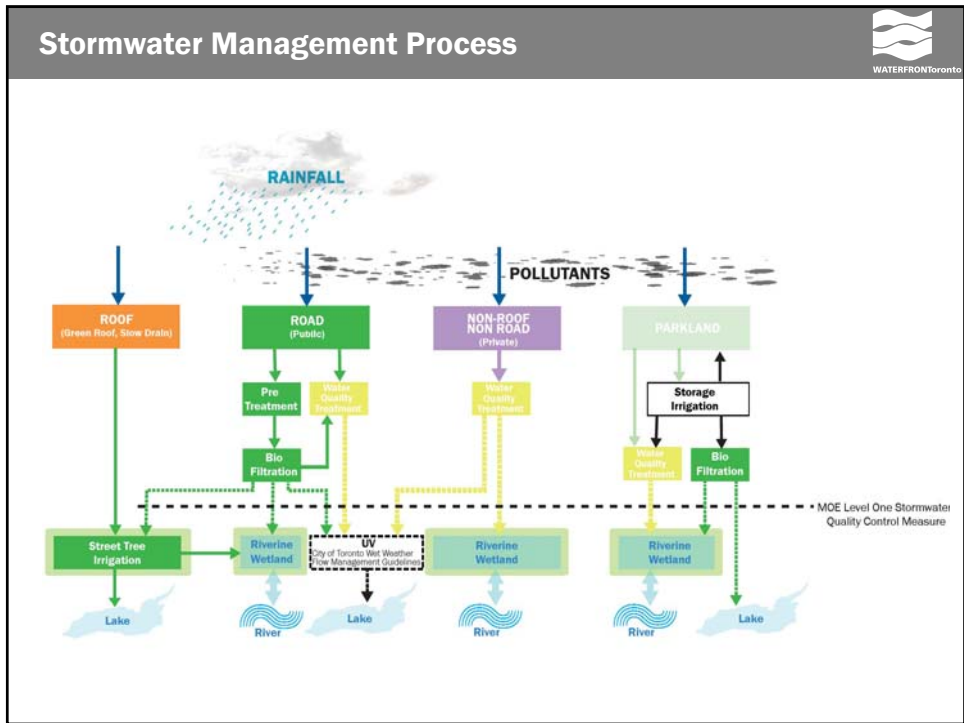 Stormwater Management Process
WATERFRONToronto
RAINFALL
POLLUTANTS
ROOF
(Green Roof, Slow Drain)
ROAD
(Public)
NON-ROOF
NON ROAD
(Private)
PARKLAND
Pre
Treatment
Water
Quality
Treatment
Water
Quality
Treatment
Storage
Irrigation
Bio
Filtration
Water
Quality
Treatment
Bio
Filtration
MOE Level One Stormwater
Quality Control Measure
Street Tree
Irrigation
Riverine
Wetland
UV
City of Toronto Wet Weather
Flow Management Guidelines
Riverine
Wetland
Riverine
Wetland
Lake
River
Lake
River
River
Lake